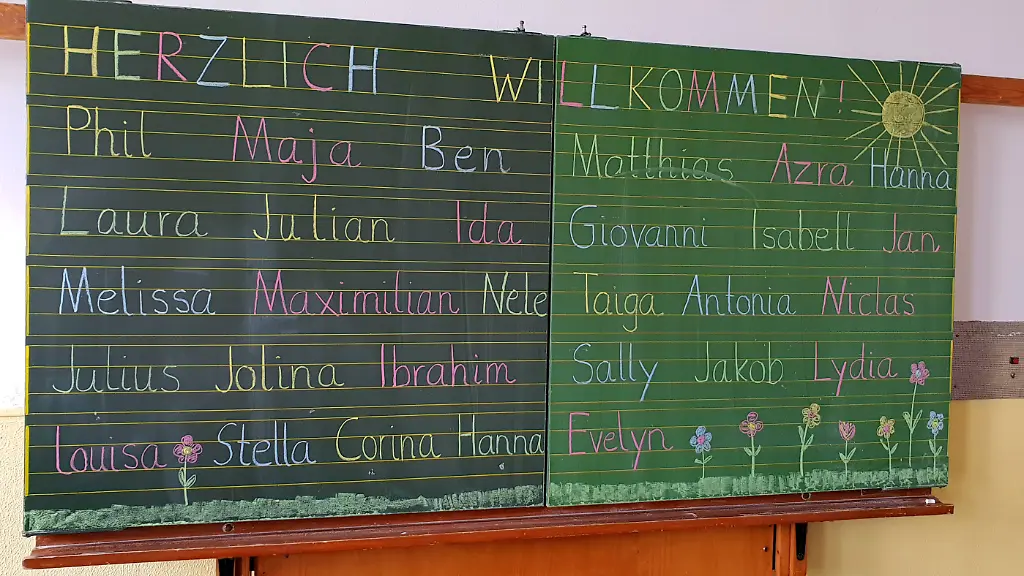 HERZLICH WILLKOMMEN!
Phil Maja Ben Matthias Azra Hanna
Laura Julian Ida Giovanni Isabell Jan
Melissa Maximilian Nele Taiga Antonia Niclas
Julius Jolina Ibrahim Sally Jakob Lydia
Louisa Stella Corina Hanna Evelyn